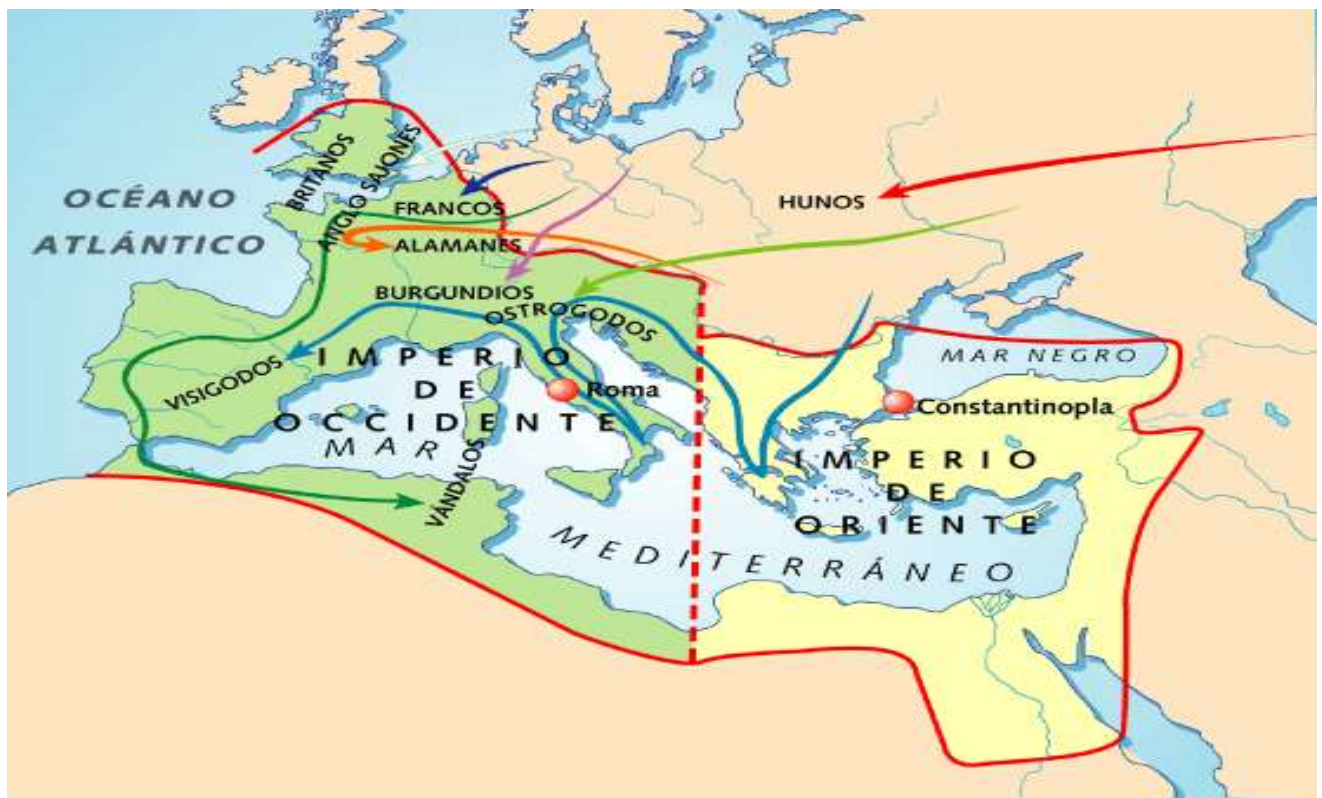 OCÉANO
ATLÁNTICO
BRITANOS
ANGLO SAJONES
FRANCOS
ALAMANES
BURGUNDIOS
OSTROGODOS
HUNOS
VISIGODOS
IMPERIO
DE
OCCIDENTE
Roma
MAR
MEDITERRÁNEO
VÁNDALOS
MAR NEGRO
Constantinopla
IMPERIO
DE
ORIENTE